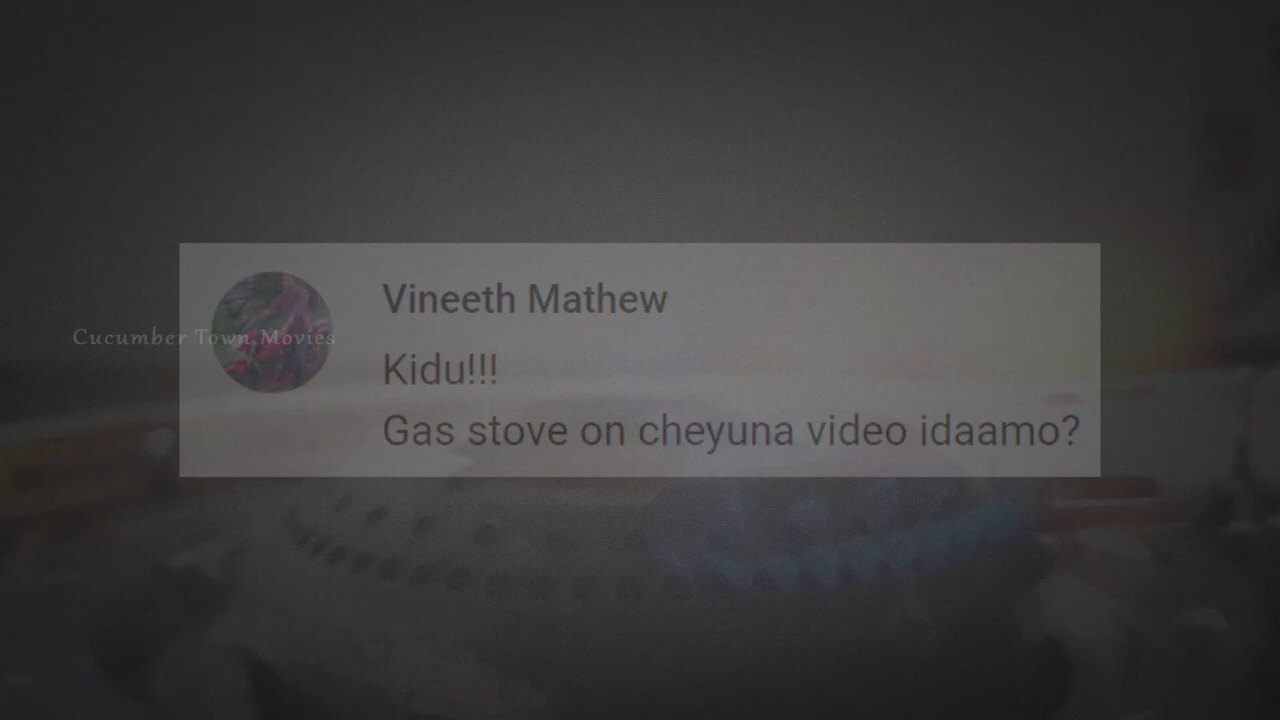 Vineeth Mathew
Cucumber Town Movies
Kidu!!!
Gas stove on cheyuna video idaamo?